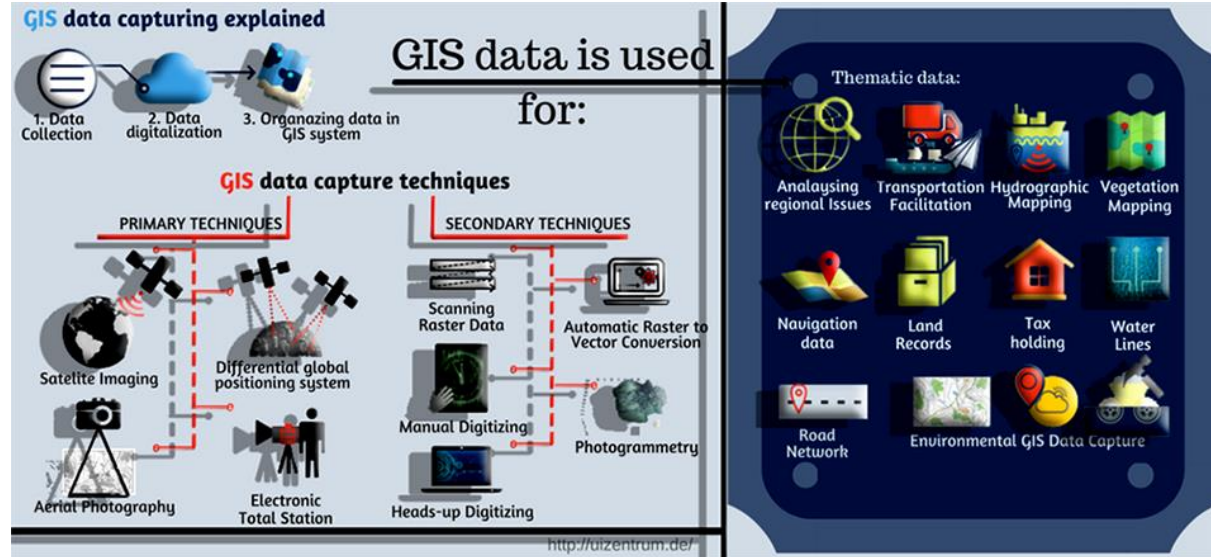 GIS data capturing explained
1. Data
Collection
2. Data
digitalization
3. Organazing data in
GIS system
GIS data is used
for:
GIS data capture techniques
PRIMARY TECHNIQUES
Satelite Imaging
Differential global
positioning system
Aerial Photography
Electronic
Total Station
SECONDARY TECHNIQUES
Scanning
Raster Data
Automatic Raster to
Vector Conversion
Manual Digitizing
Photogrammetry
Heads-up Digitizing
http://uizentrum.de/
Thematic data:
Analaysing
regional Issues
Transportation
Facilitation
Hydrographic
Mapping
Vegetation
Mapping
Navigation
data
Land
Records
Tax
holding
Water
Lines
Road
Network
Environmental GIS Data Capture